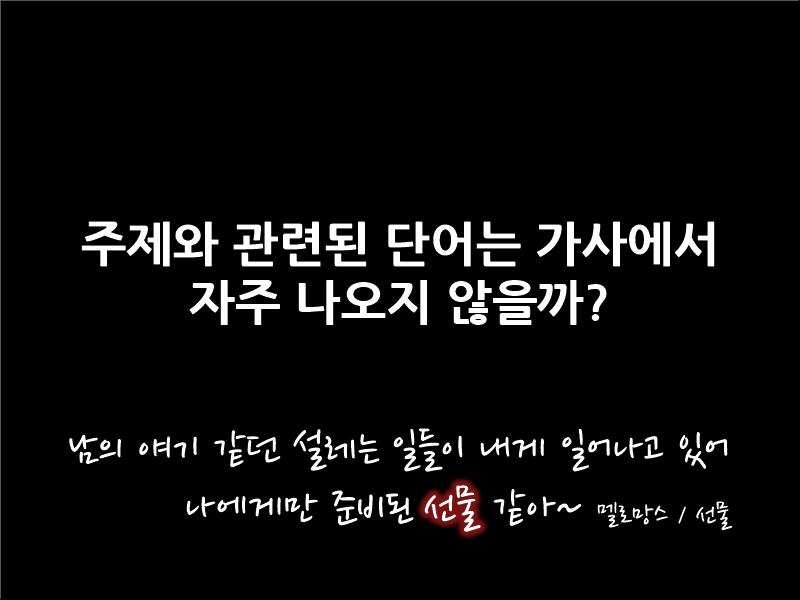 주제와 관련된 단어는 가사에서
자주 나오지 않을까?
남의 얘기 같던 설레는 일들이 내게 일어나고 있어
나에게만 준비된 선물 같아~ 멜로망스 / 선물